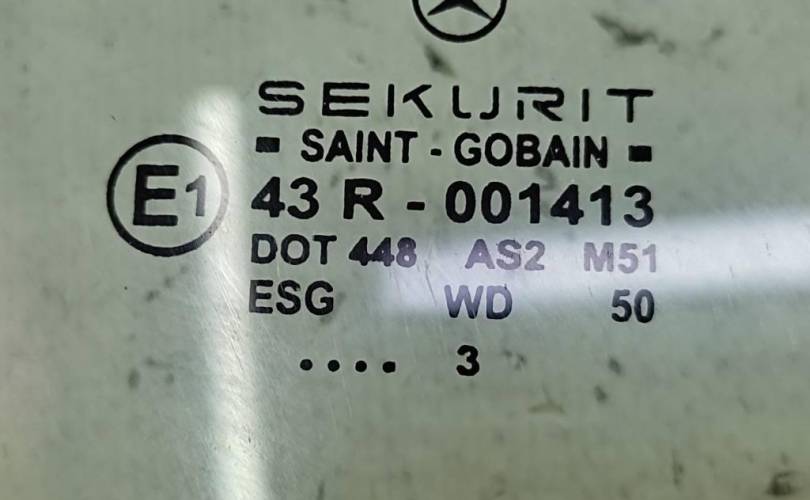 SEKURIT
SAINT - GOBAIN
E1 43 R - 001413
DOT 448 AS2 M51
ESG WD 50
.... 3